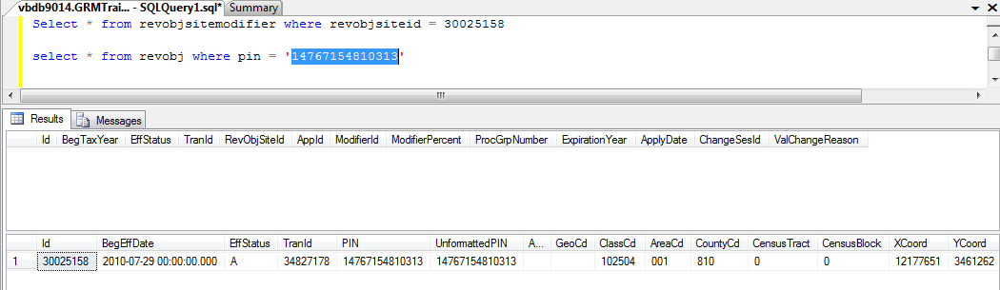 vbdb9014.GRMTrai... - SQLQuery1.sql* Summary
Select * from revobjsitemodifier where revobjsiteid = 30025158
select * from revobj where pin = '14767154810313'
Results Messages
Id BegTaxYear EffStatus TranId RevObjSiteId AppId ModifierId ModifierPercent ProcGrpNumber ExpirationYear ApplyDate ChangeSesId ValChangeReason
Id BegEffDate EffStatus TranId PIN UnformattedPIN A... GeoCd ClassCd AreaCd CountyCd CensusTract CensusBlock XCoord YCoord
1 30025158 2010-07-29 00:00:00.000 A 34827178 14767154810313 14767154810313 102504 001 810 0 0 12177651 3461262